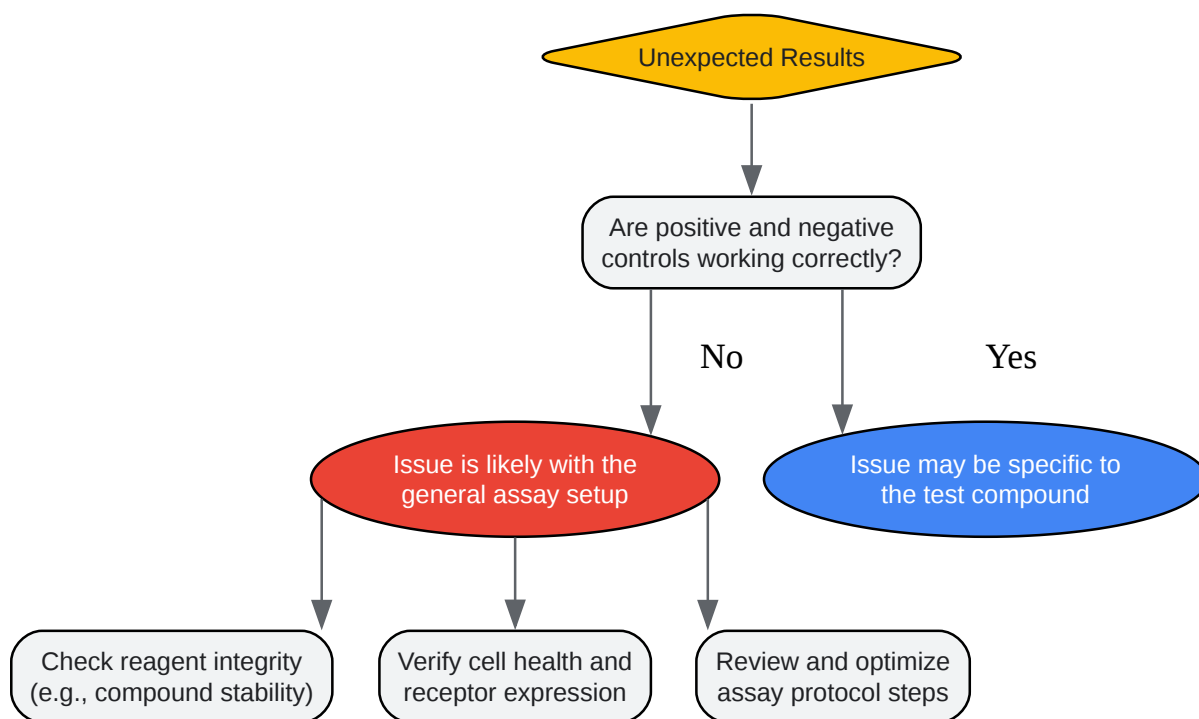 Unexpected Results
Are positive and negative
controls working correctly?
No
Yes
Issue is likely with the
general assay setup
Issue may be specific to
the test compound
Check reagent integrity
(e.g., compound stability)
Verify cell health and
receptor expression
Review and optimize
assay protocol steps